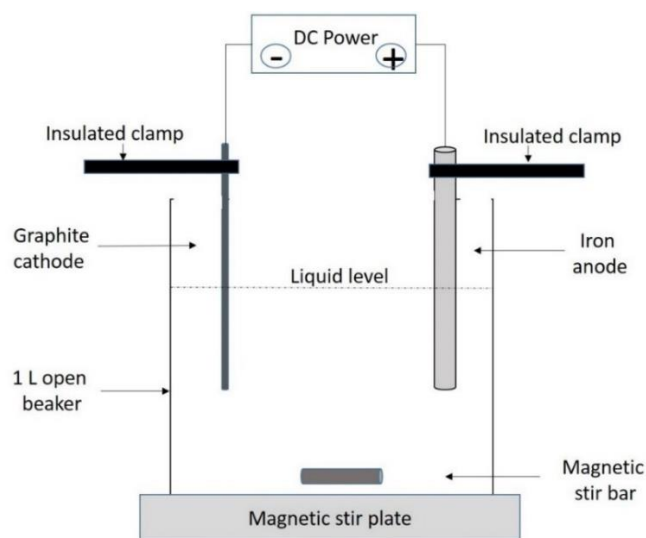 DC Power
-
+
Insulated clamp
Insulated clamp
Graphite
cathode
Iron
anode
Liquid level
1 L open
beaker
Magnetic
stir bar
Magnetic stir plate